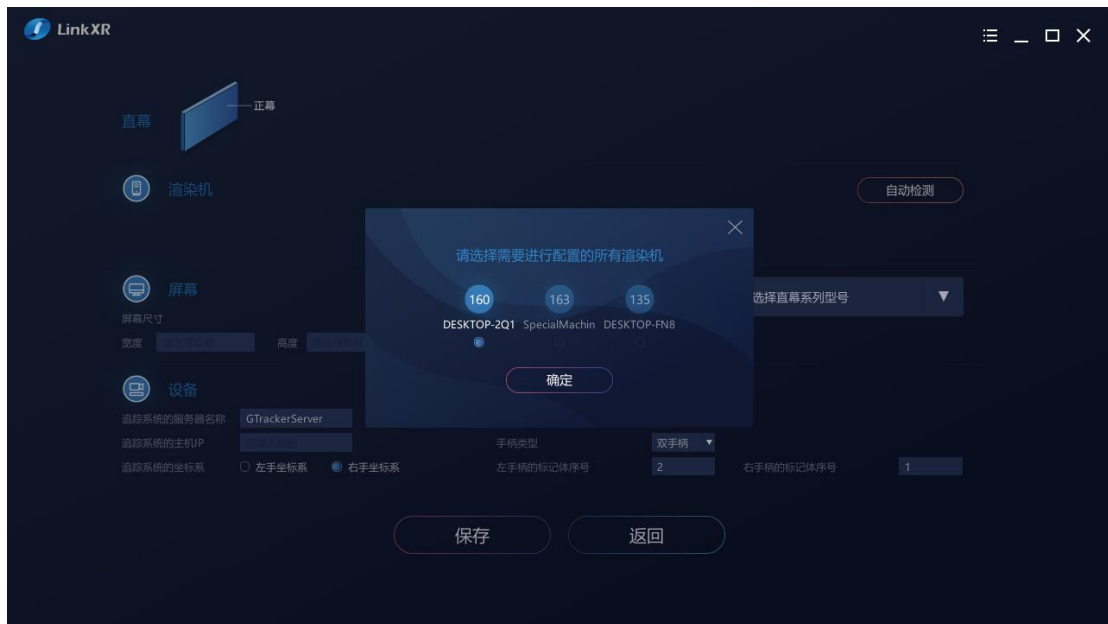 LinkXR
正幕
直幕
渲染机
自动检测
请选择需要进行配置的所有渲染机
160 163 135
DESKTOP-2Q1 SpecialMachin DESKTOP-FN8
确定
屏幕
选择直幕系列型号
屏幕尺寸
宽度 高度
设备
追踪系统的服务器名称 GTrackerServer
追踪系统的主机IP 手柄类型 双手柄
追踪系统的坐标系 左手坐标系 右手坐标系 左手柄的标记体序号 2 右手柄的标记体序号 1
保存 返回